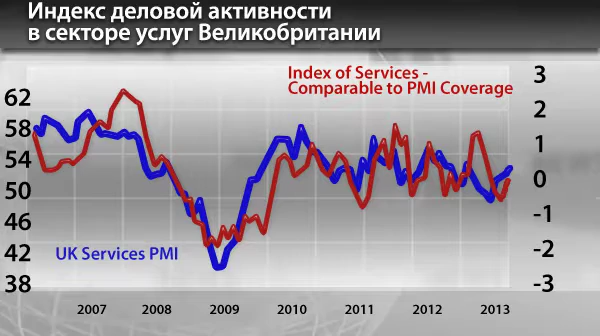 Индекс деловой активности
в секторе услуг Великобритании
Index of Services -
Comparable to PMI Coverage
62
58
54
50
46
42
38
3
2
1
0
-1
-2
-3
UK Services PMI
2007 2008 2009 2010 2011 2012 2013